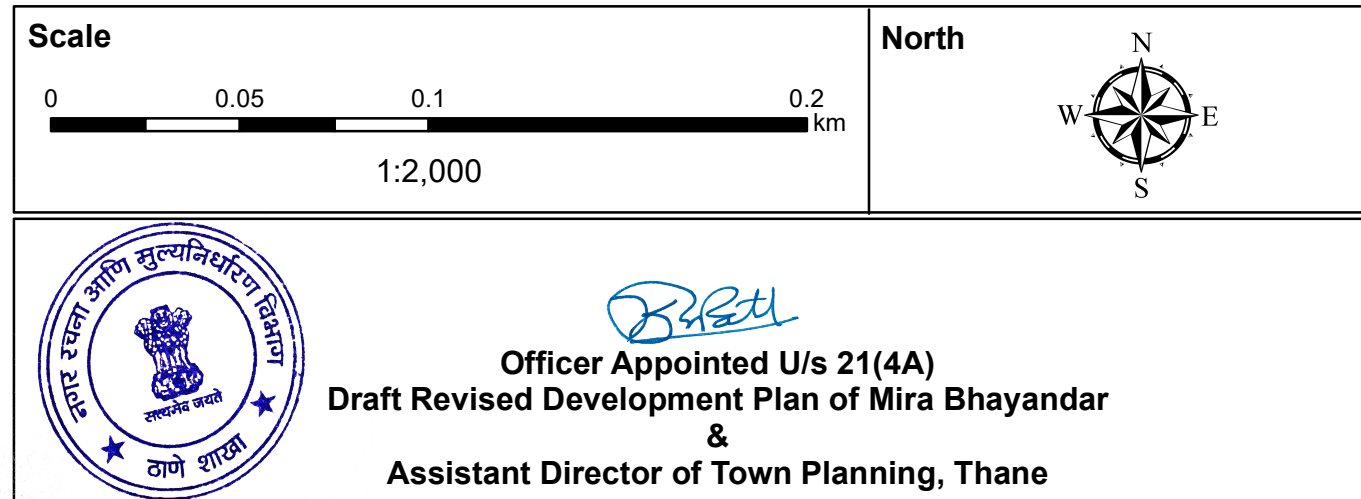 Scale
0 0.05 0.1 0.2
km
1:2,000
North
N
W E
S
नगर रचना आणि मुल्यनिर्धारण विभाग
सत्यमेव जयते
ठाणे शाखा
Officer Appointed U/s 21(4A)
Draft Revised Development Plan of Mira Bhayandar
&
Assistant Director of Town Planning, Thane